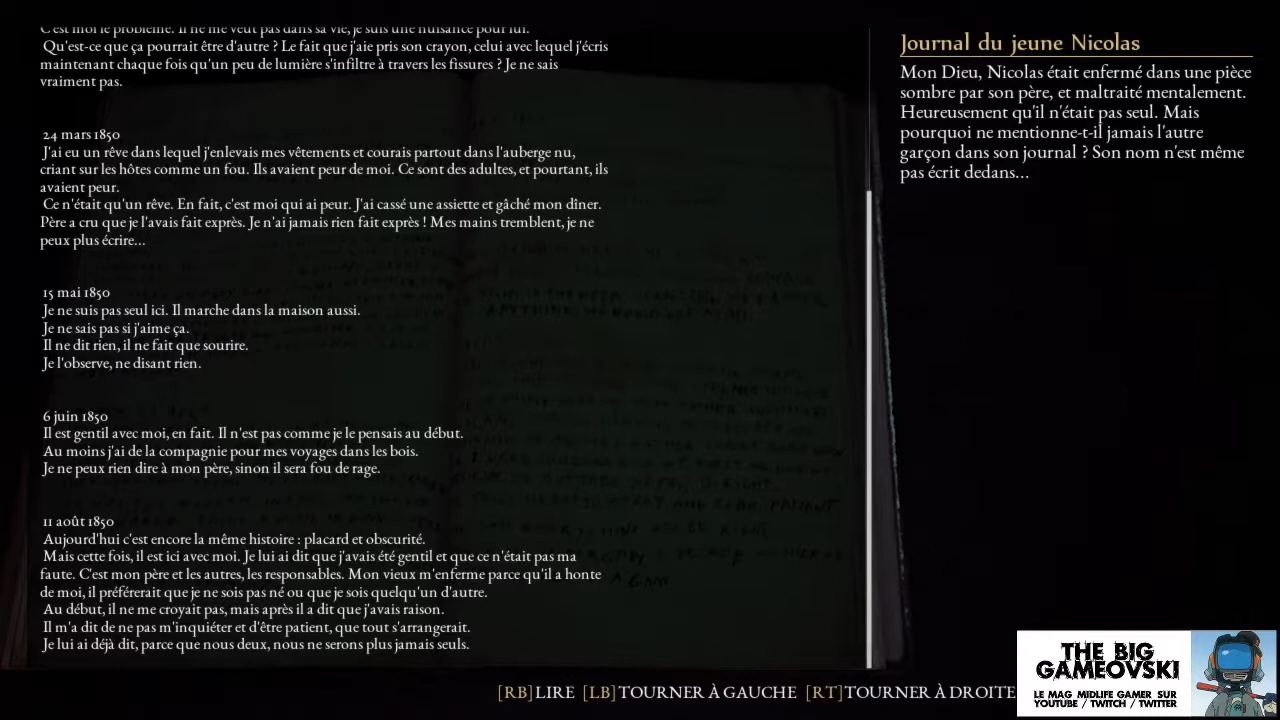 C'est moi le problème. Il ne me veut pas dans sa vie, je suis une nuisance pour lui.
Qu'est-ce que ça pourrait être d'autre ? Le fait que j'aie pris son crayon, celui avec lequel j'écris
maintenant chaque fois qu'un peu de lumière s'infiltre à travers les fissures ? Je ne sais
vraiment pas.
24 mars 1850
J'ai eu un rêve dans lequel j'enlevais mes vêtements et courais partout dans l'auberge nu,
criant sur les hôtes comme un fou. Ils avaient peur de moi. Ce sont des adultes, et pourtant, ils
avaient peur.
Ce n'était qu'un rêve. En fait, c'est moi qui ai peur. J'ai cassé une assiette et gâché mon dîner.
Père a cru que je l'avais fait exprès. Je n'ai jamais rien fait exprès ! Mes mains tremblent, je ne
peux plus écrire...
15 mai 1850
Je ne suis pas seul ici. Il marche dans la maison aussi.
Je ne sais pas si j'aime ça.
Il ne dit rien, il ne fait que sourire.
Je l'observe, ne disant rien.
6 juin 1850
Il est gentil avec moi, en fait. Il n'est pas comme je le pensais au début.
Au moins j'ai de la compagnie pour mes voyages dans les bois.
Je ne peux rien dire à mon père, sinon il sera fou de rage.
11 août 1850
Aujourd'hui c'est encore la même histoire : placard et obscurité.
Mais cette fois, il est ici avec moi. Je lui ai dit que j'avais été gentil et que ce n'était pas ma
faute. C'est mon père et les autres, les responsables. Mon vieux m'enferme parce qu'il a honte
de moi, il préférerait que je ne sois pas né ou que je sois quelqu'un d'autre.
Au début, il ne me croyait pas, mais après il a dit que j'avais raison.
Il m'a dit de ne pas m'inquiéter et d'être patient, que tout s'arrangerait.
Je lui ai déjà dit, parce que nous deux, nous ne serons plus jamais seuls.
Journal du jeune Nicolas
Mon Dieu, Nicolas était enfermé dans une pièce
sombre par son père, et maltraité mentalement.
Heureusement qu'il n'était pas seul. Mais
pourquoi ne mentionne-t-il jamais l'autre
garçon dans son journal ? Son nom n'est même
pas écrit dedans...
[RB]LIRE [LB]TOURNER À GAUCHE [RT]TOURNER À DROITE
THE BIG
GAMEOVSKI
LE MAG MIDLIFE GAMER SUR
YOUTUBE / TWITCH / TWITTER